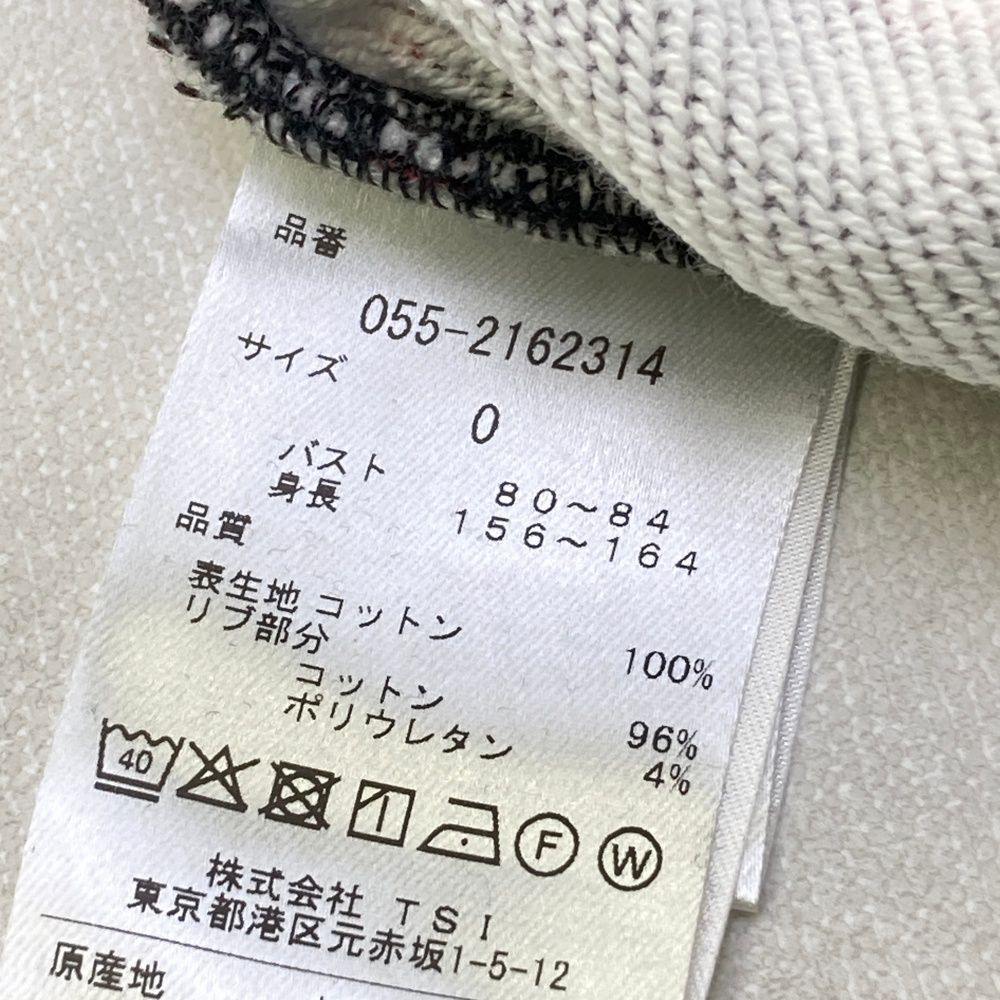 品番
055-2162314
サイズ
0
バスト 80~84
身長 156~164
品質
表生地 コットン 100%
リブ部分
コットン 96%
ポリウレタン 4%
40 F W
株式会社 TSI
東京都港区元赤坂1-5-12
原産地